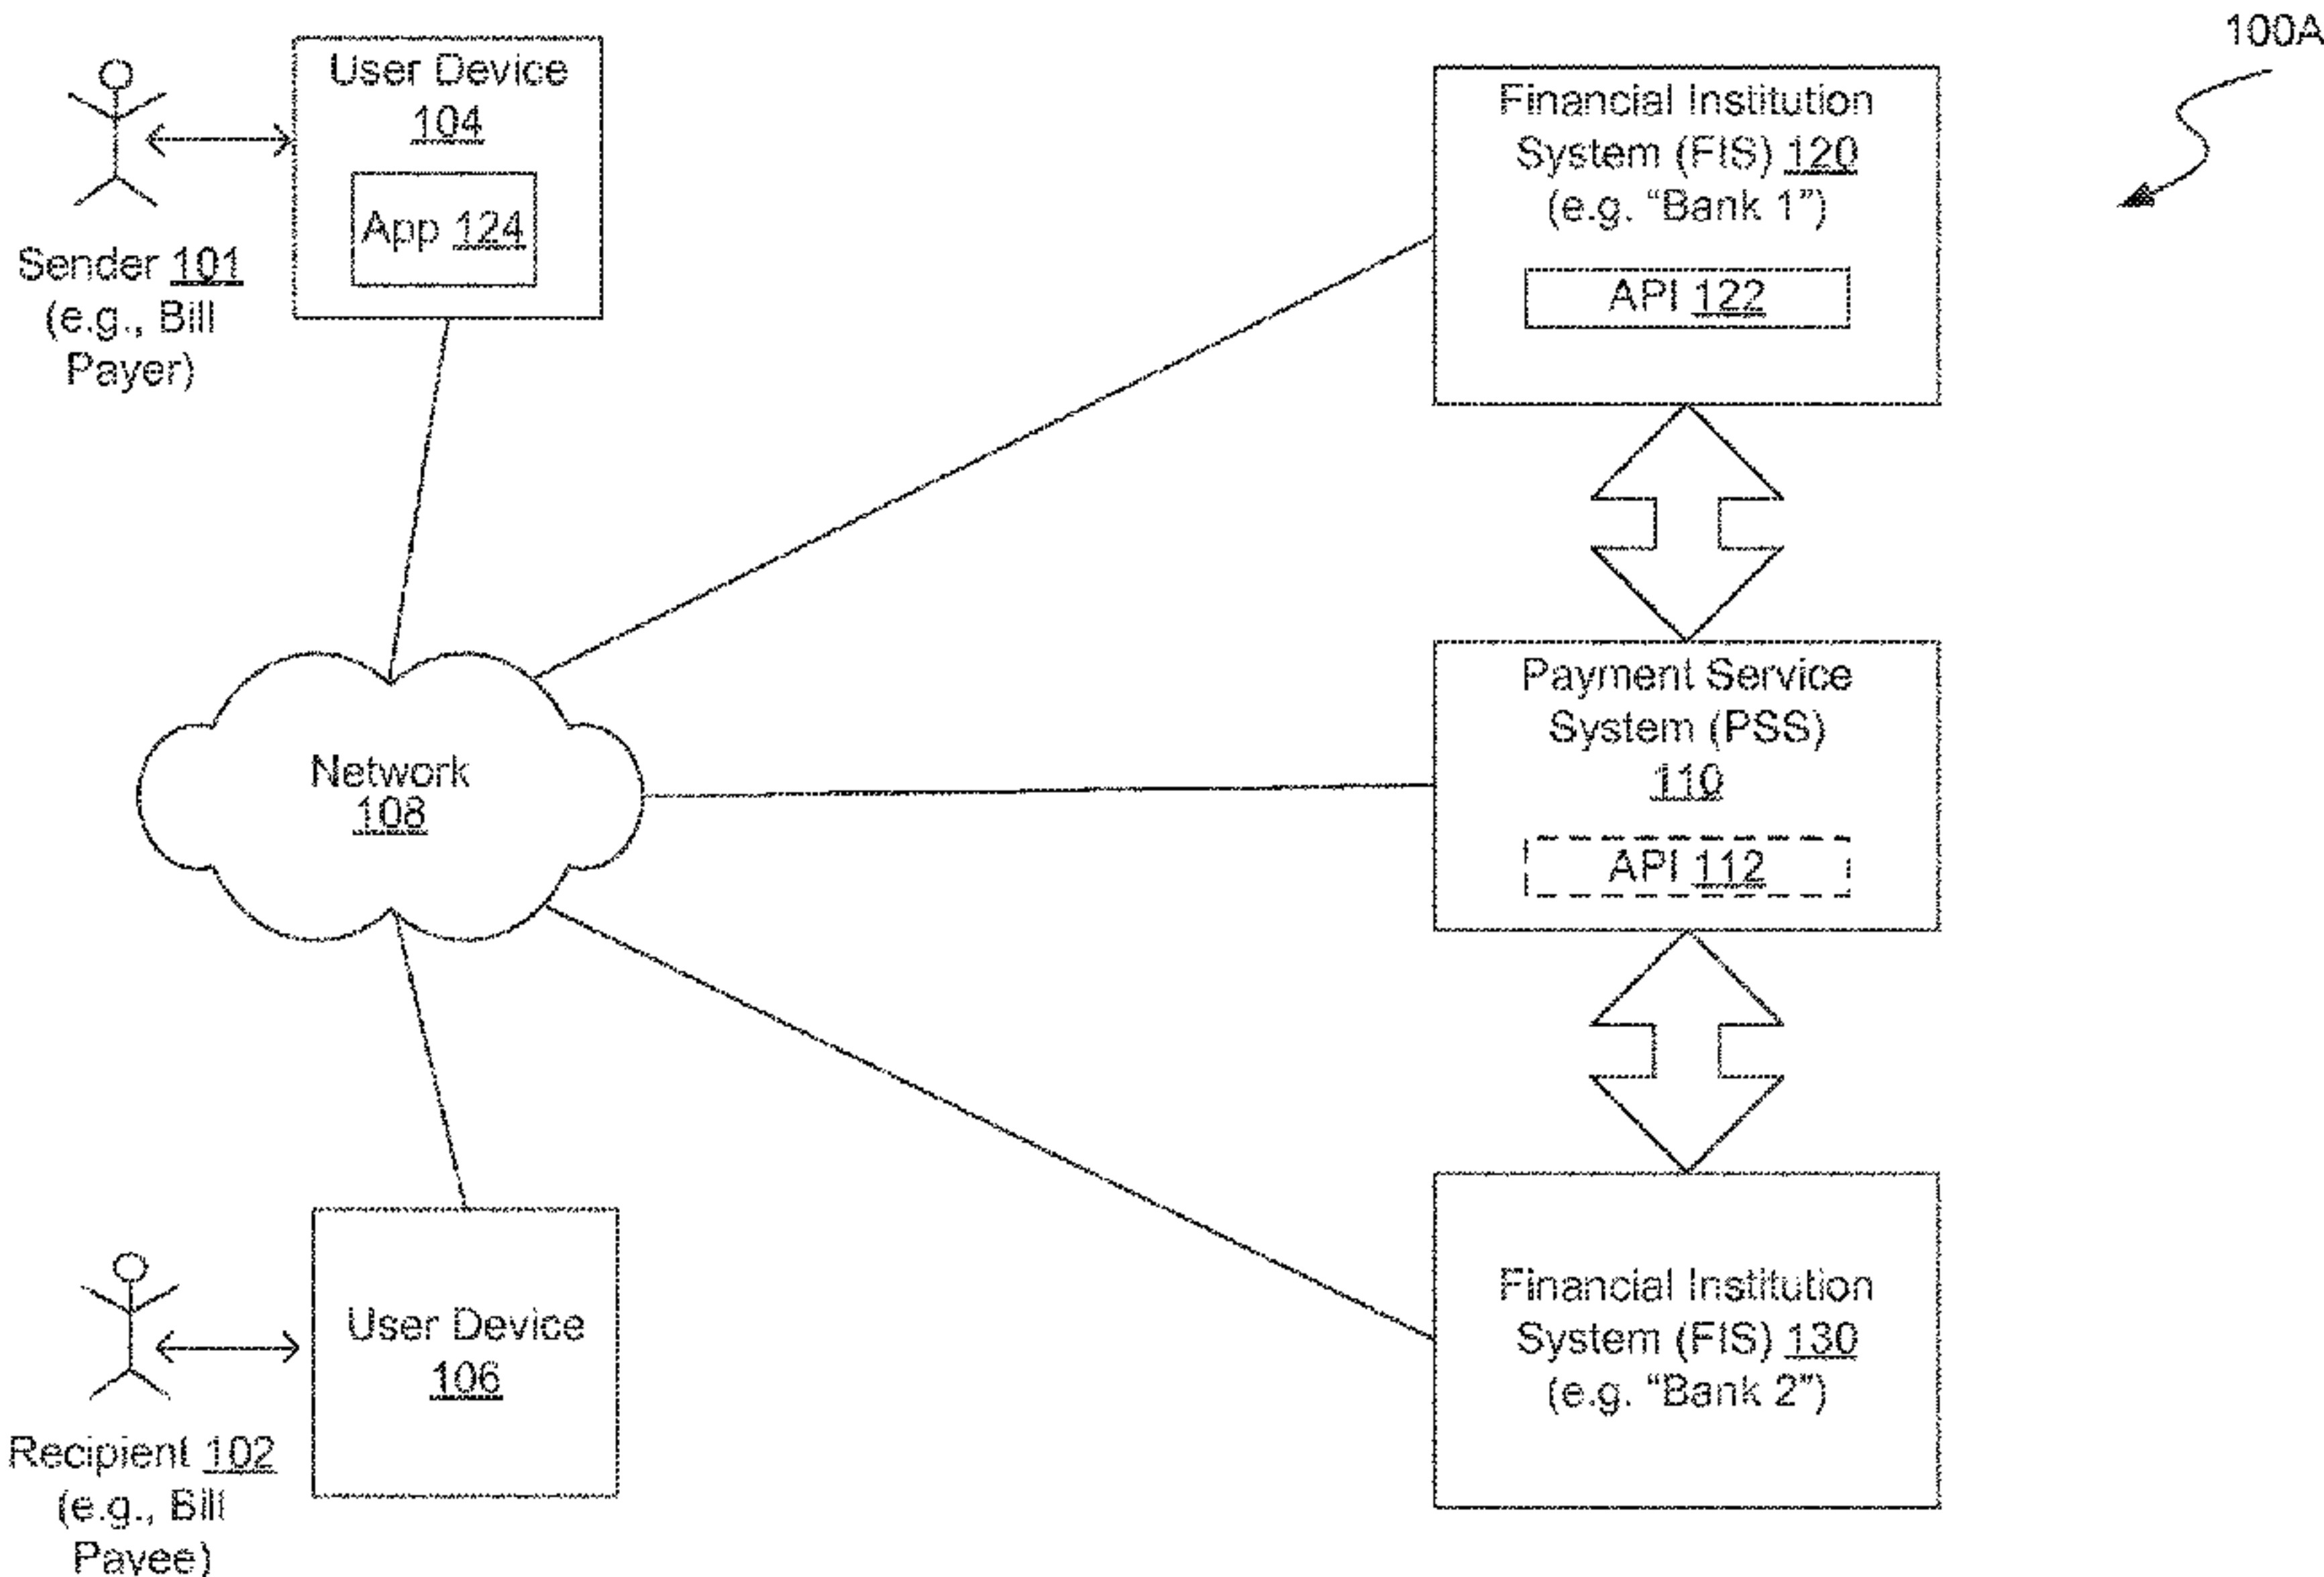 100A
User Device
104
App 124
Sender 101
(e.g., Bill
Payer)
Financial Institution
System (FIS) 120
(e.g. “Bank 1”)
API 122
Network
108
Payment Service
System (PSS)
110
API 112
User Device
106
Recipient 102
(e.g., Bill
Payee)
Financial Institution
System (FIS) 130
(e.g. “Bank 2”)